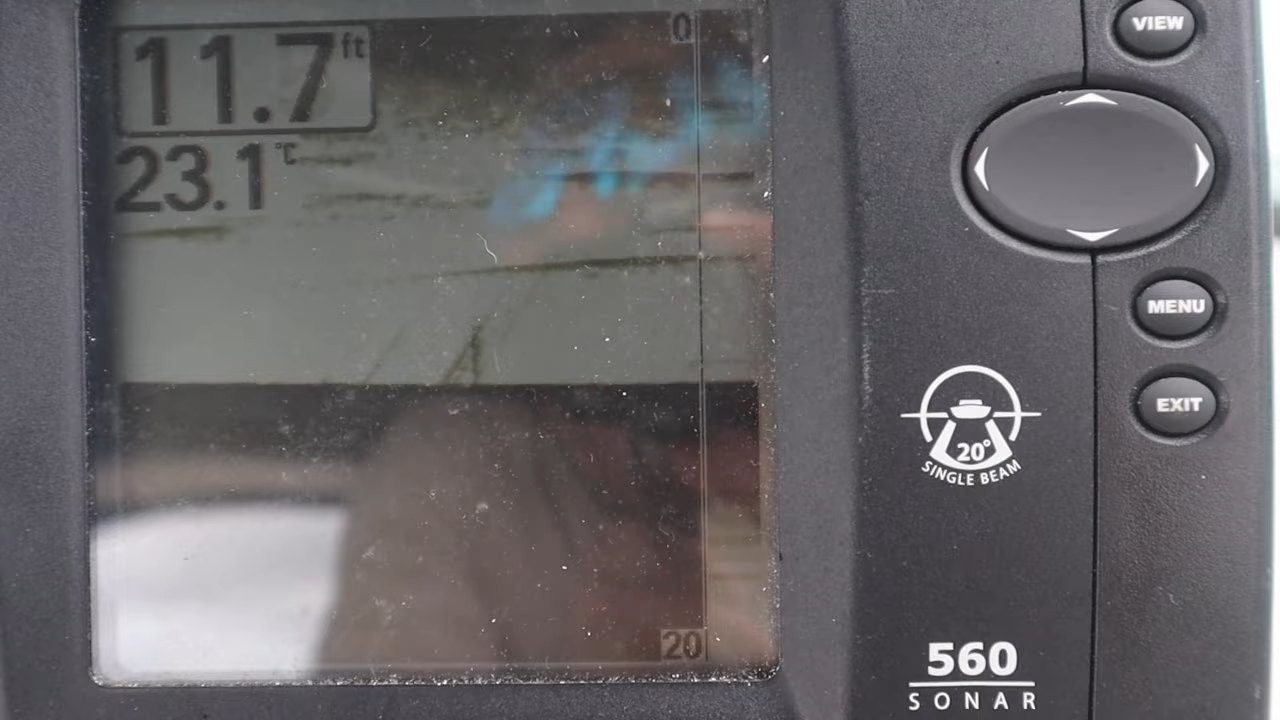 11.7 ft
23.1 °C
0
20
VIEW
MENU
EXIT
20°
SINGLE BEAM
560
SONAR